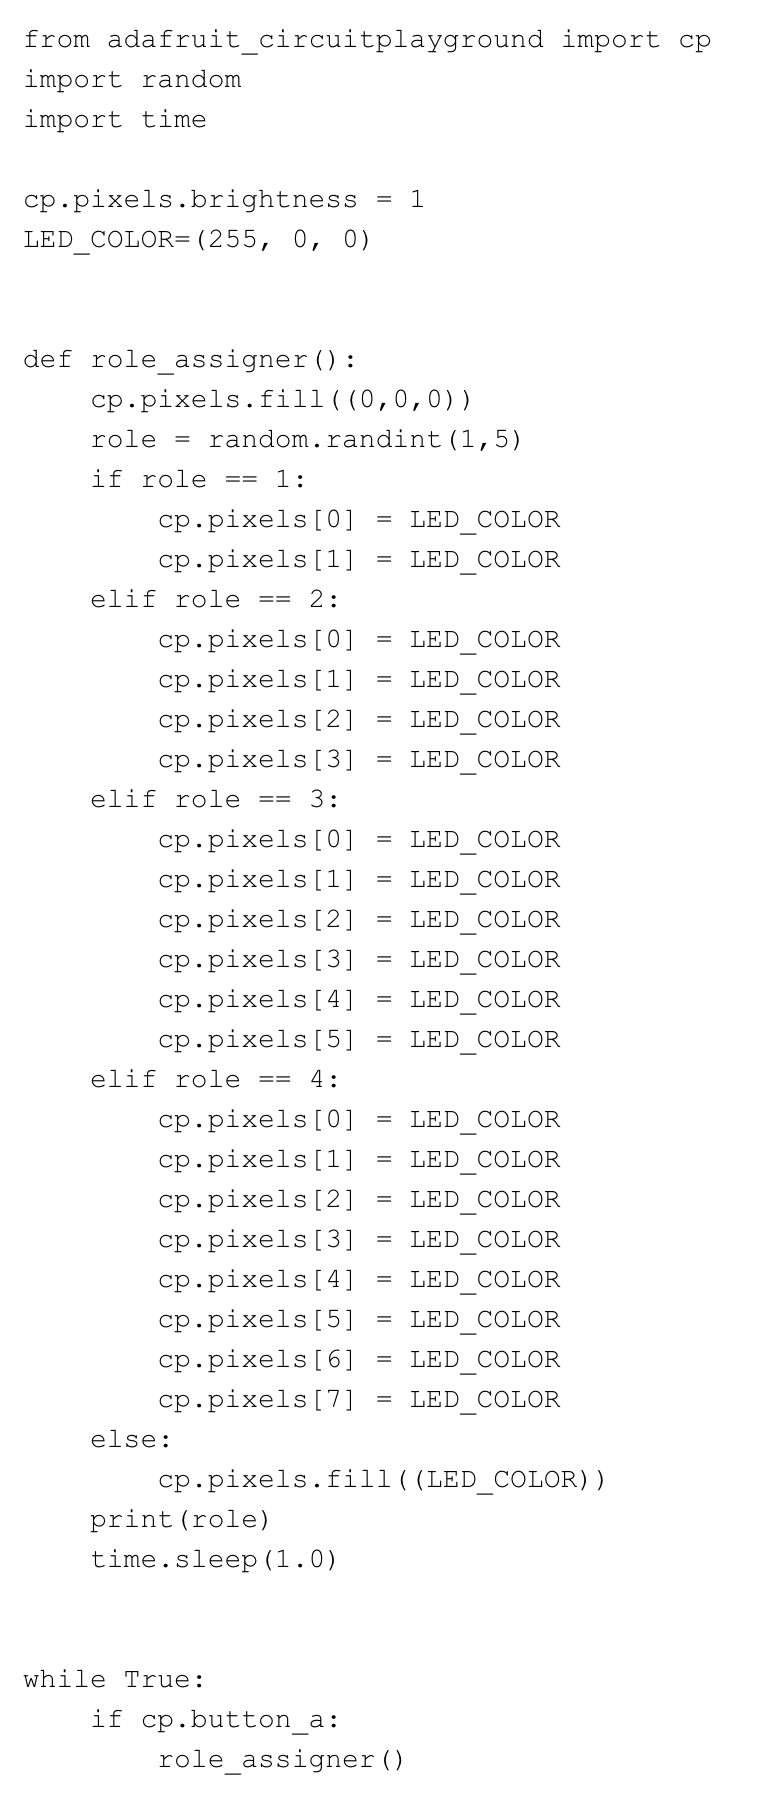 from adafruit_circuitplayground import cp
import random
import time

cp.pixels.brightness = 1
LED_COLOR=(255, 0, 0)


def role_assigner():
    cp.pixels.fill((0,0,0))
    role = random.randint(1,5)
    if role == 1:
        cp.pixels[0] = LED_COLOR
        cp.pixels[1] = LED_COLOR
    elif role == 2:
        cp.pixels[0] = LED_COLOR
        cp.pixels[1] = LED_COLOR
        cp.pixels[2] = LED_COLOR
        cp.pixels[3] = LED_COLOR
    elif role == 3:
        cp.pixels[0] = LED_COLOR
        cp.pixels[1] = LED_COLOR
        cp.pixels[2] = LED_COLOR
        cp.pixels[3] = LED_COLOR
        cp.pixels[4] = LED_COLOR
        cp.pixels[5] = LED_COLOR
    elif role == 4:
        cp.pixels[0] = LED_COLOR
        cp.pixels[1] = LED_COLOR
        cp.pixels[2] = LED_COLOR
        cp.pixels[3] = LED_COLOR
        cp.pixels[4] = LED_COLOR
        cp.pixels[5] = LED_COLOR
        cp.pixels[6] = LED_COLOR
        cp.pixels[7] = LED_COLOR
    else:
        cp.pixels.fill((LED_COLOR))
    print(role)
    time.sleep(1.0)


while True:
    if cp.button_a:
        role_assigner()